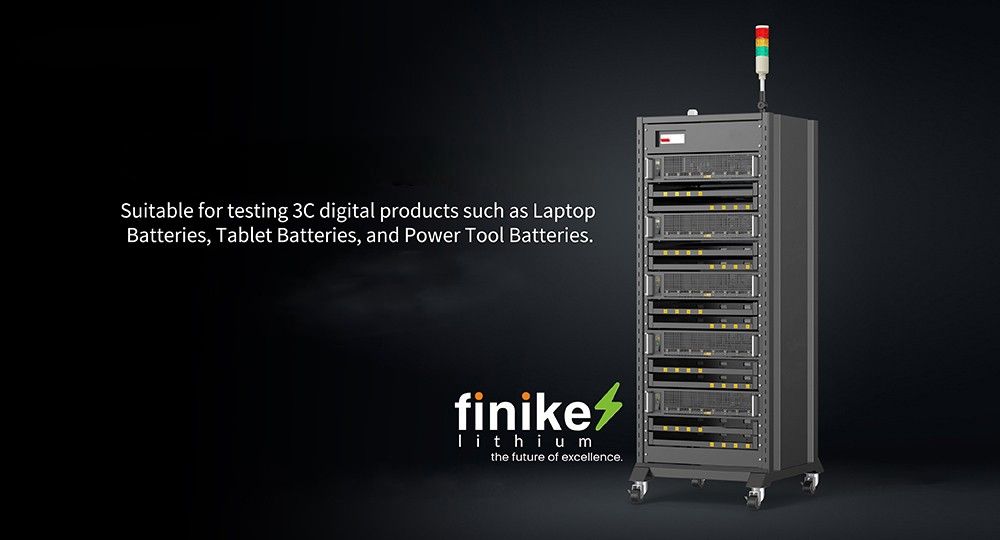 Suitable for testing 3C digital products such as Laptop
Batteries, Tablet Batteries, and Power Tool Batteries.
finike
lithium
the future of excellence.